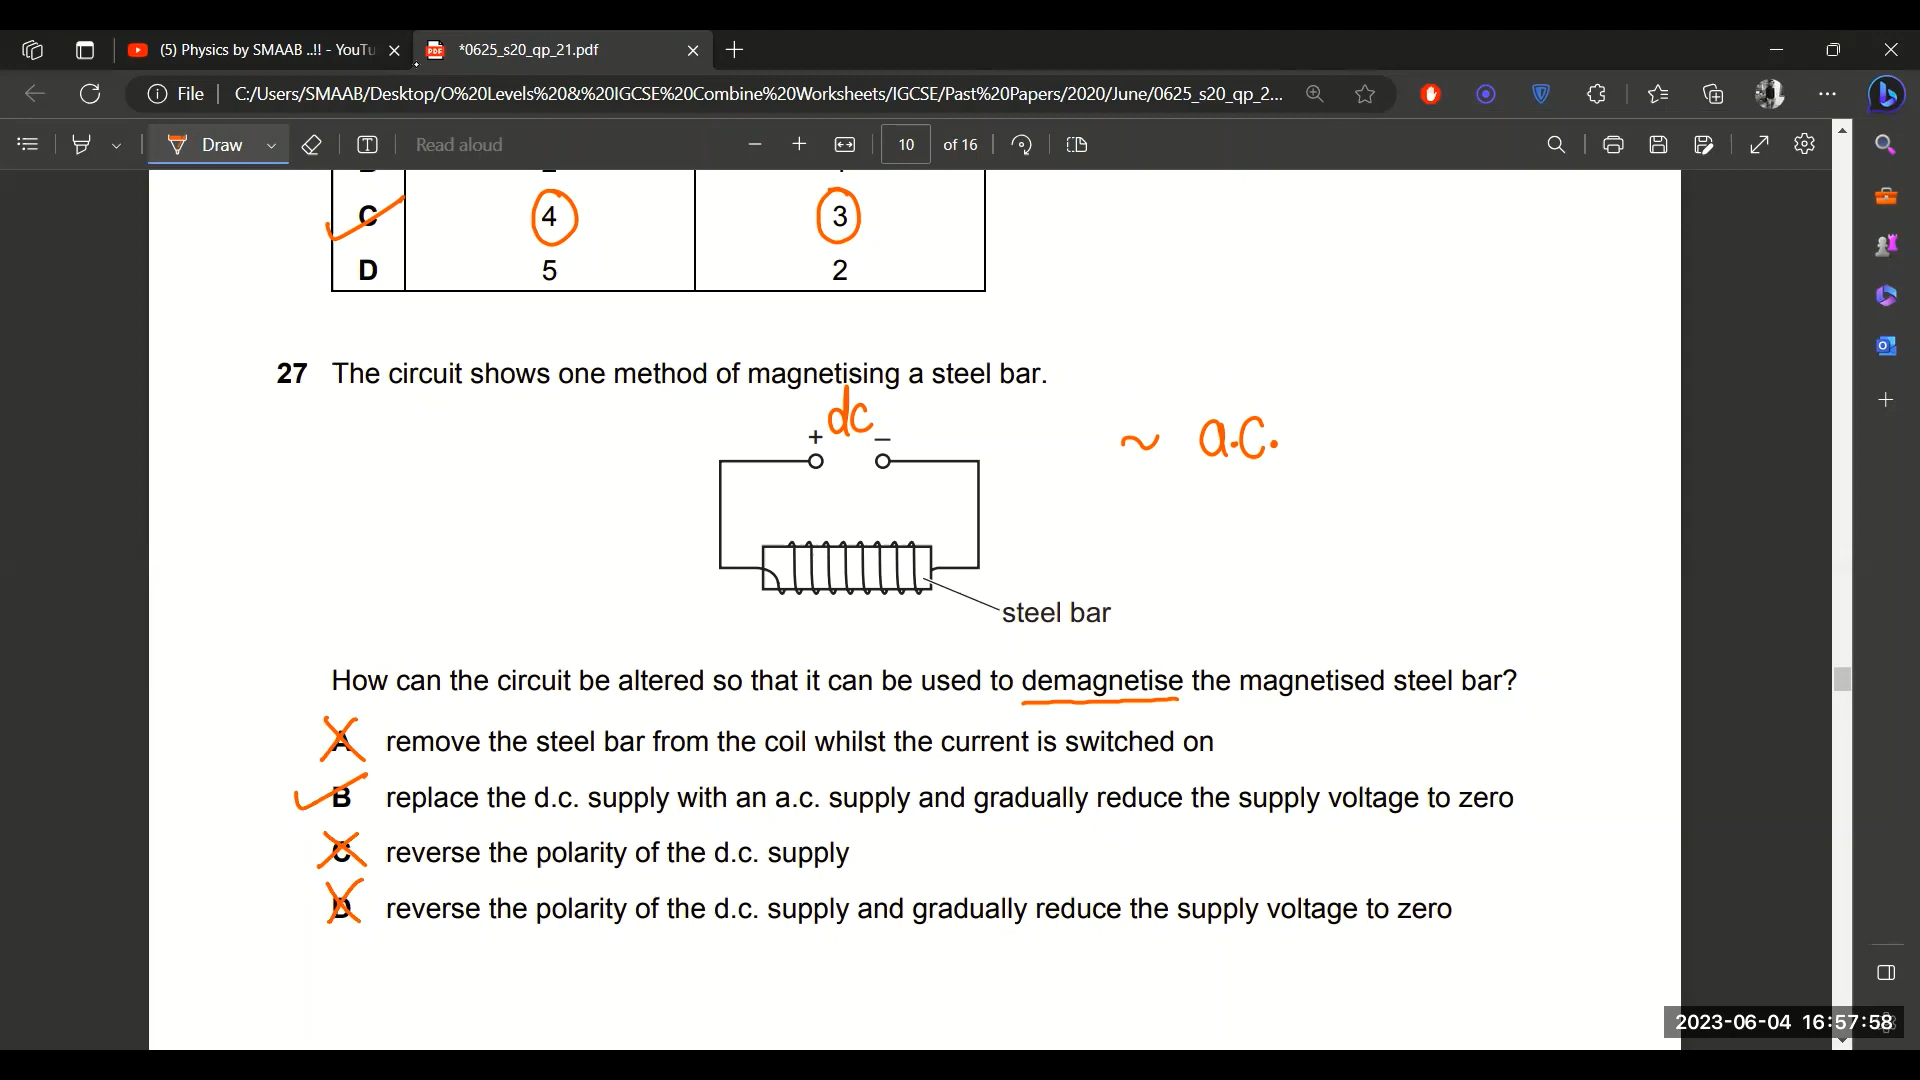 (5) Physics by SMAAB ..!! - YouTu
*0625_s20_qp_21.pdf
File
C:/Users/SMAAB/Desktop/O%20Levels%20&%20IGCSE%20Combine%20Worksheets/IGCSE/Past%20Papers/2020/June/0625_s20_qp_2...
Draw
Read aloud
10 of 16
C 4 3
D 5 2
27 The circuit shows one method of magnetising a steel bar.
dc
+ –
~ a.c.
steel bar
How can the circuit be altered so that it can be used to demagnetise the magnetised steel bar?
A remove the steel bar from the coil whilst the current is switched on
B replace the d.c. supply with an a.c. supply and gradually reduce the supply voltage to zero
C reverse the polarity of the d.c. supply
D reverse the polarity of the d.c. supply and gradually reduce the supply voltage to zero
2023-06-04 16:57:58